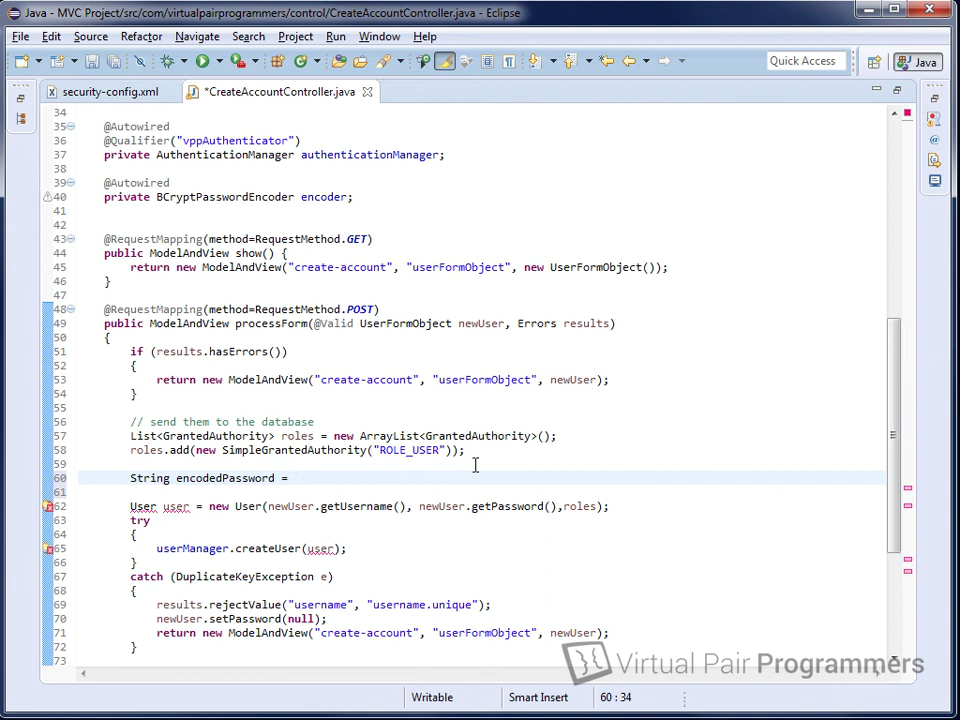 Java - MVC Project/src/com/virtualpairprogrammers/control/CreateAccountController.java - Eclipse
File Edit Source Refactor Navigate Search Project Run Window Help
Quick Access
Java
security-config.xml
*CreateAccountController.java
34
35 @Autowired
36 @Qualifier("vppAuthenticator")
37 private AuthenticationManager authenticationManager;
38
39 @Autowired
40 private BCryptPasswordEncoder encoder;
41
42
43 @RequestMapping(method=RequestMethod.GET)
44 public ModelAndView show() {
45 return new ModelAndView("create-account", "userFormObject", new UserFormObject());
46 }
47
48 @RequestMapping(method=RequestMethod.POST)
49 public ModelAndView processForm(@Valid UserFormObject newUser, Errors results)
50 {
51 if (results.hasErrors())
52 {
53 return new ModelAndView("create-account", "userFormObject", newUser);
54 }
55
56 // send them to the database
57 List<GrantedAuthority> roles = new ArrayList<GrantedAuthority>();
58 roles.add(new SimpleGrantedAuthority("ROLE_USER"));
59
60 String encodedPassword =
61
62 User user = new User(newUser.getUsername(), newUser.getPassword(),roles);
63 try
64 {
65 userManager.createUser(user);
66 }
67 catch (DuplicateKeyException e)
68 {
69 results.rejectValue("username", "username.unique");
70 newUser.setPassword(null);
71 return new ModelAndView("create-account", "userFormObject", newUser);
72 }
73
Virtual Pair Programmers
Writable
Smart Insert
60 : 34